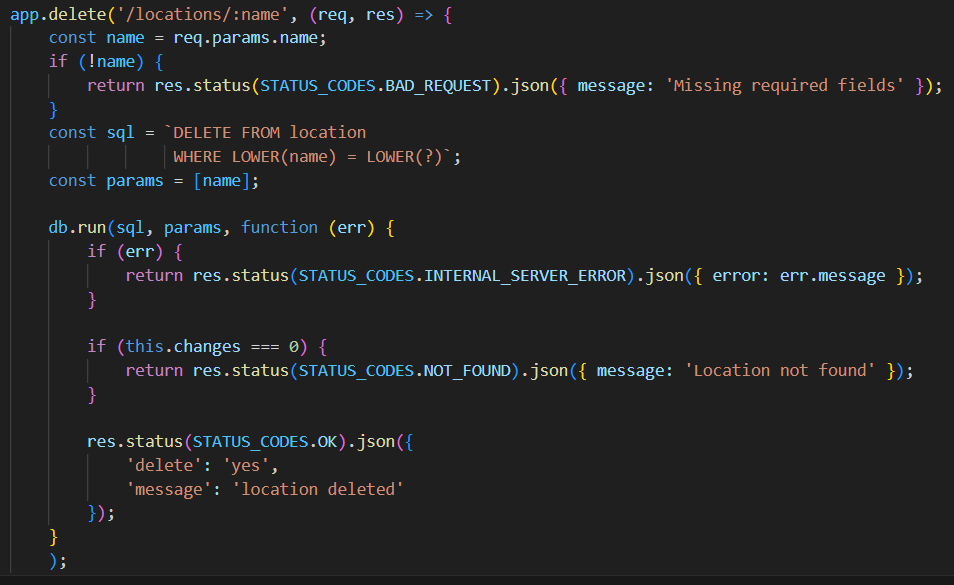 app.delete('/locations/:name', (req, res) => {
    const name = req.params.name;
    if (!name) {
        return res.status(STATUS_CODES.BAD_REQUEST).json({ message: 'Missing required fields' });
    }
    const sql = `DELETE FROM location
                 WHERE LOWER(name) = LOWER(?)`;
    const params = [name];

    db.run(sql, params, function (err) {
        if (err) {
            return res.status(STATUS_CODES.INTERNAL_SERVER_ERROR).json({ error: err.message });
        }

        if (this.changes === 0) {
            return res.status(STATUS_CODES.NOT_FOUND).json({ message: 'Location not found' });
        }

        res.status(STATUS_CODES.OK).json({
            'delete': 'yes',
            'message': 'location deleted'
        });
    }
    );